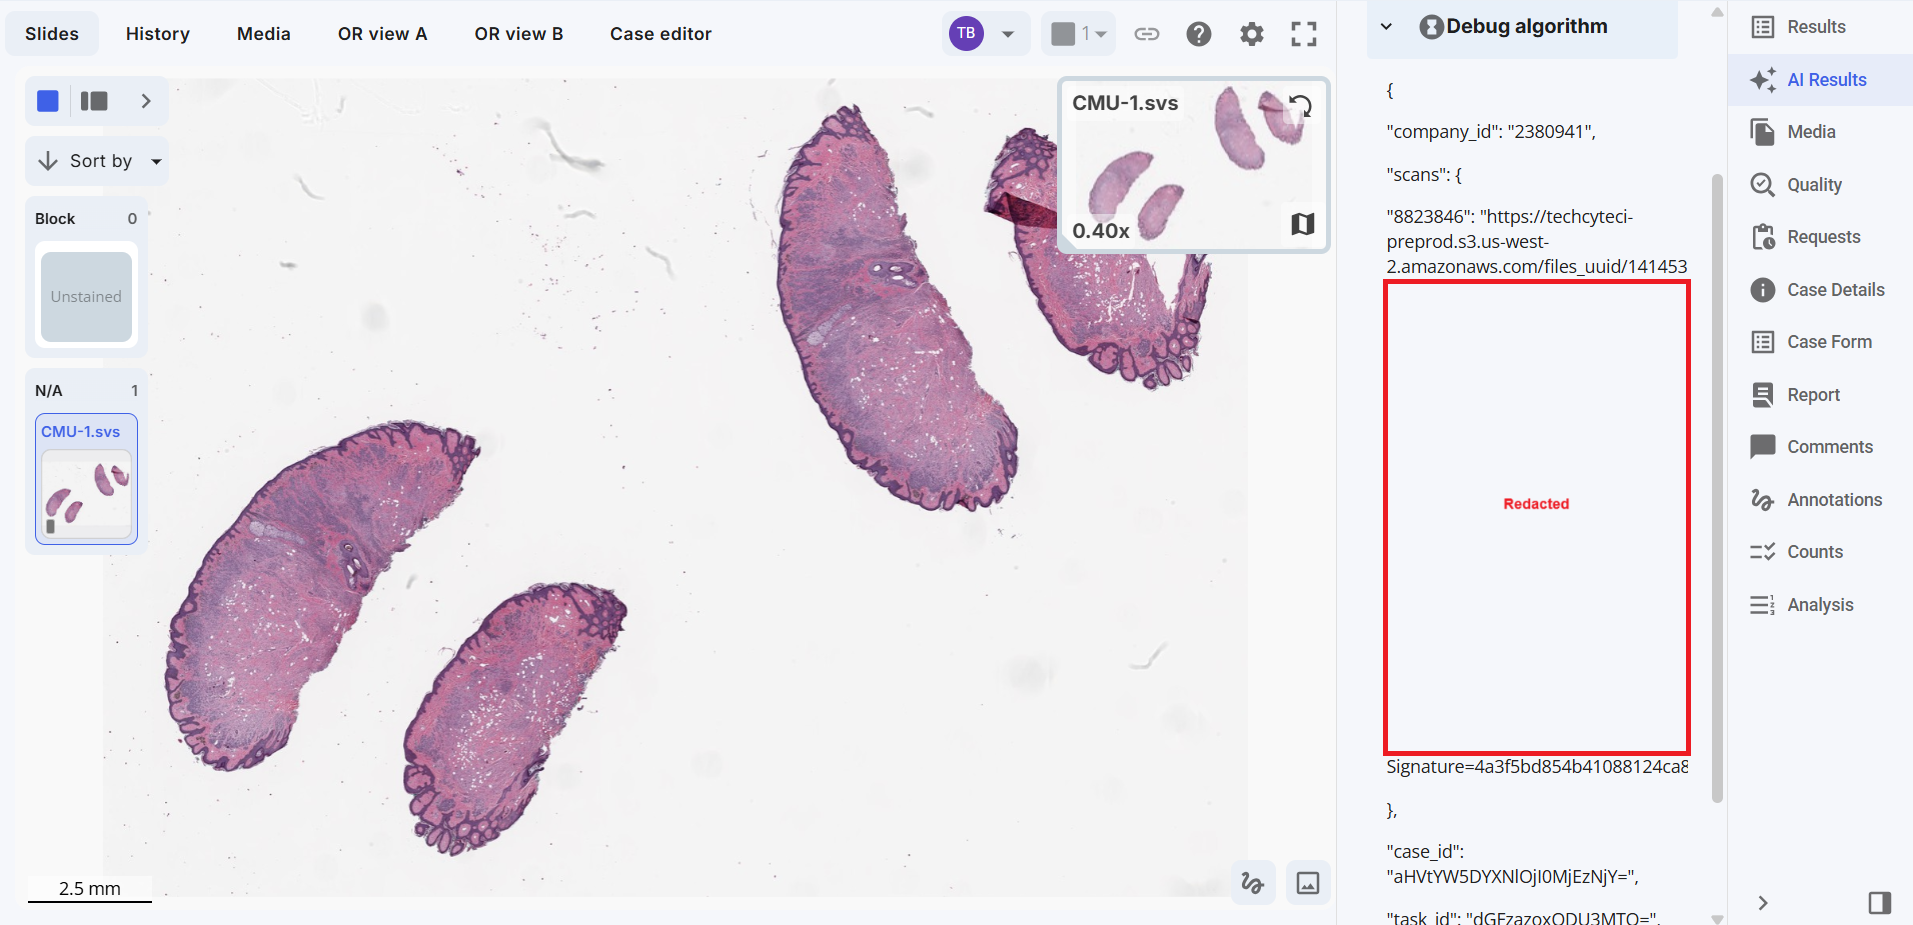 Slides
History
Media
OR view A
OR view B
Case editor
TB
1
Sort by
Block 0
Unstained
N/A 1
CMU-1.svs
CMU-1.svs
0.40x
2.5 mm
Debug algorithm
{
"company_id": "2380941",
"scans": {
"8823846": "https://techcyteci-
preprod.s3.us-west-
2.amazonaws.com/files_uuid/141453
Redacted
Signature=4a3f5bd854b41088124ca8
},
"case_id":
"aHVtYW5DYXNlOjI0MjEzNjY=",
"task_id": "dGFzazoxODU3MTQ=",
Results
AI Results
Media
Quality
Requests
Case Details
Case Form
Report
Comments
Annotations
Counts
Analysis